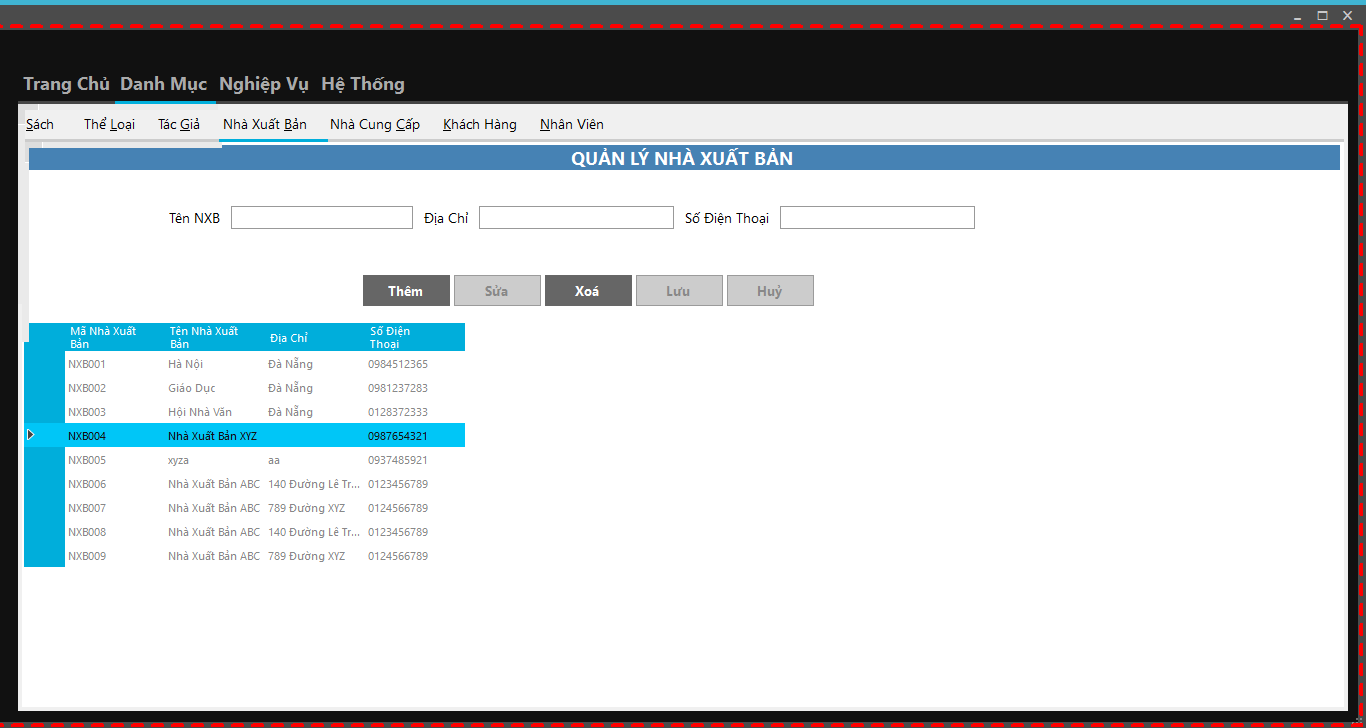 Trang Chủ Danh Mục Nghiệp Vụ Hệ Thống
Sách Thể Loại Tác Giả Nhà Xuất Bản Nhà Cung Cấp Khách Hàng Nhân Viên
QUẢN LÝ NHÀ XUẤT BẢN
Tên NXB Địa Chỉ Số Điện Thoại
Thêm Sửa Xoá Lưu Huỷ
Mã Nhà Xuất Bản Tên Nhà Xuất Bản Địa Chỉ Số Điện Thoại
NXB001 Hà Nội Đà Nẵng 0984512365
NXB002 Giáo Dục Đà Nẵng 0981237283
NXB003 Hội Nhà Văn Đà Nẵng 0128372333
NXB004 Nhà Xuất Bản XYZ 0987654321
NXB005 xyza aa 0937485921
NXB006 Nhà Xuất Bản ABC 140 Đường Lê Tr... 0123456789
NXB007 Nhà Xuất Bản ABC 789 Đường XYZ 0124566789
NXB008 Nhà Xuất Bản ABC 140 Đường Lê Tr... 0123456789
NXB009 Nhà Xuất Bản ABC 789 Đường XYZ 0124566789